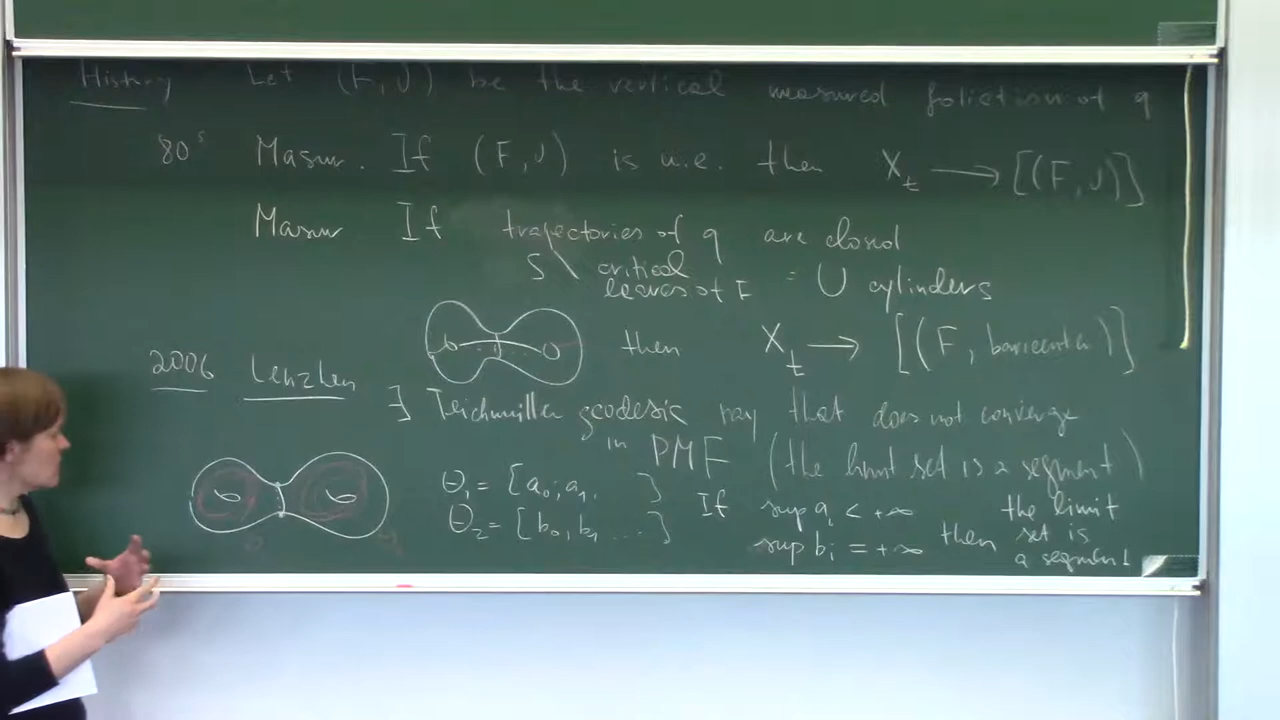 History Let (F, ν) be the vertical measured foliation of q
80s Masur. If (F, ν) is u.e. then X_t ⟶ [(F, ν)]
Masur If trajectories of q are closed
S \ critical leaves of F = ∪ cylinders
then X_t ⟶ [(F, baricenter)]
2006 Lenzhen ∃ Teichmüller geodesic ray that does not converge
in PMF (the limit set is a segment)
θ₁ = [a₀; a₁, ] If sup aᵢ < +∞ the limit
θ₂ = [b₀, b₁ ...] sup bᵢ = +∞ then set is
a segment